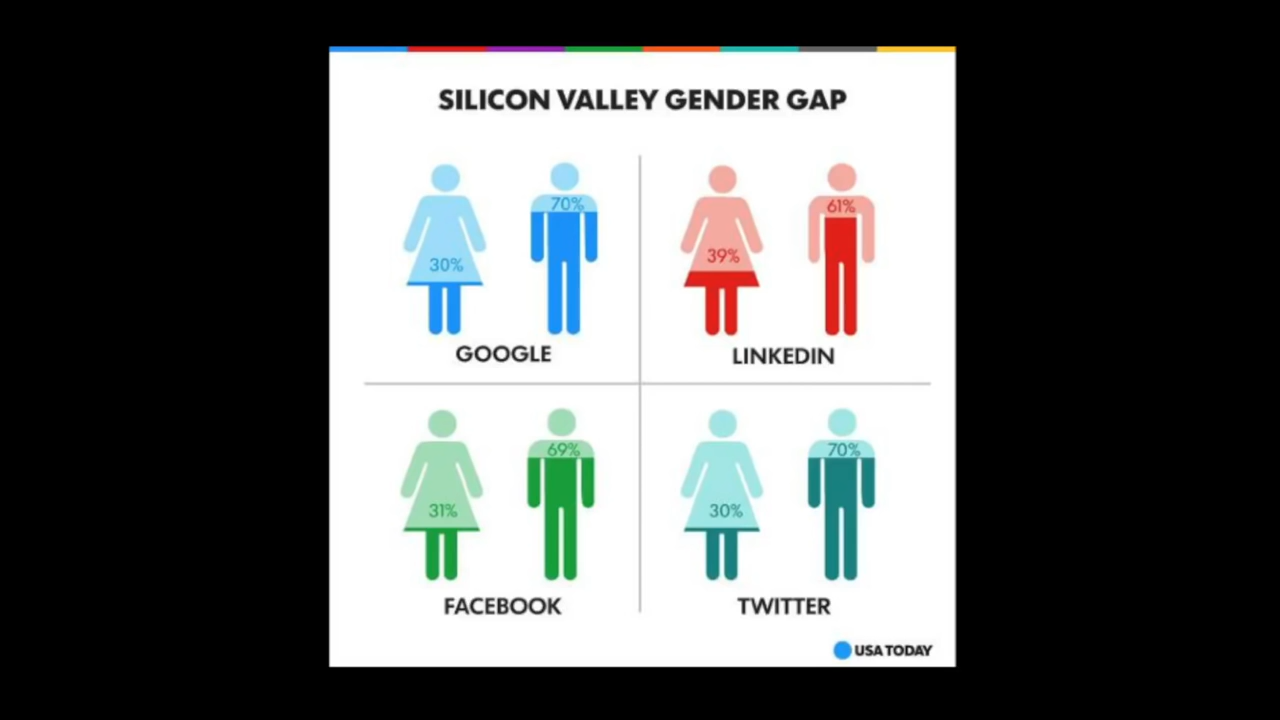 SILICON VALLEY GENDER GAP
30%
70%
GOOGLE
39%
61%
LINKEDIN
31%
69%
FACEBOOK
30%
70%
TWITTER
USA TODAY